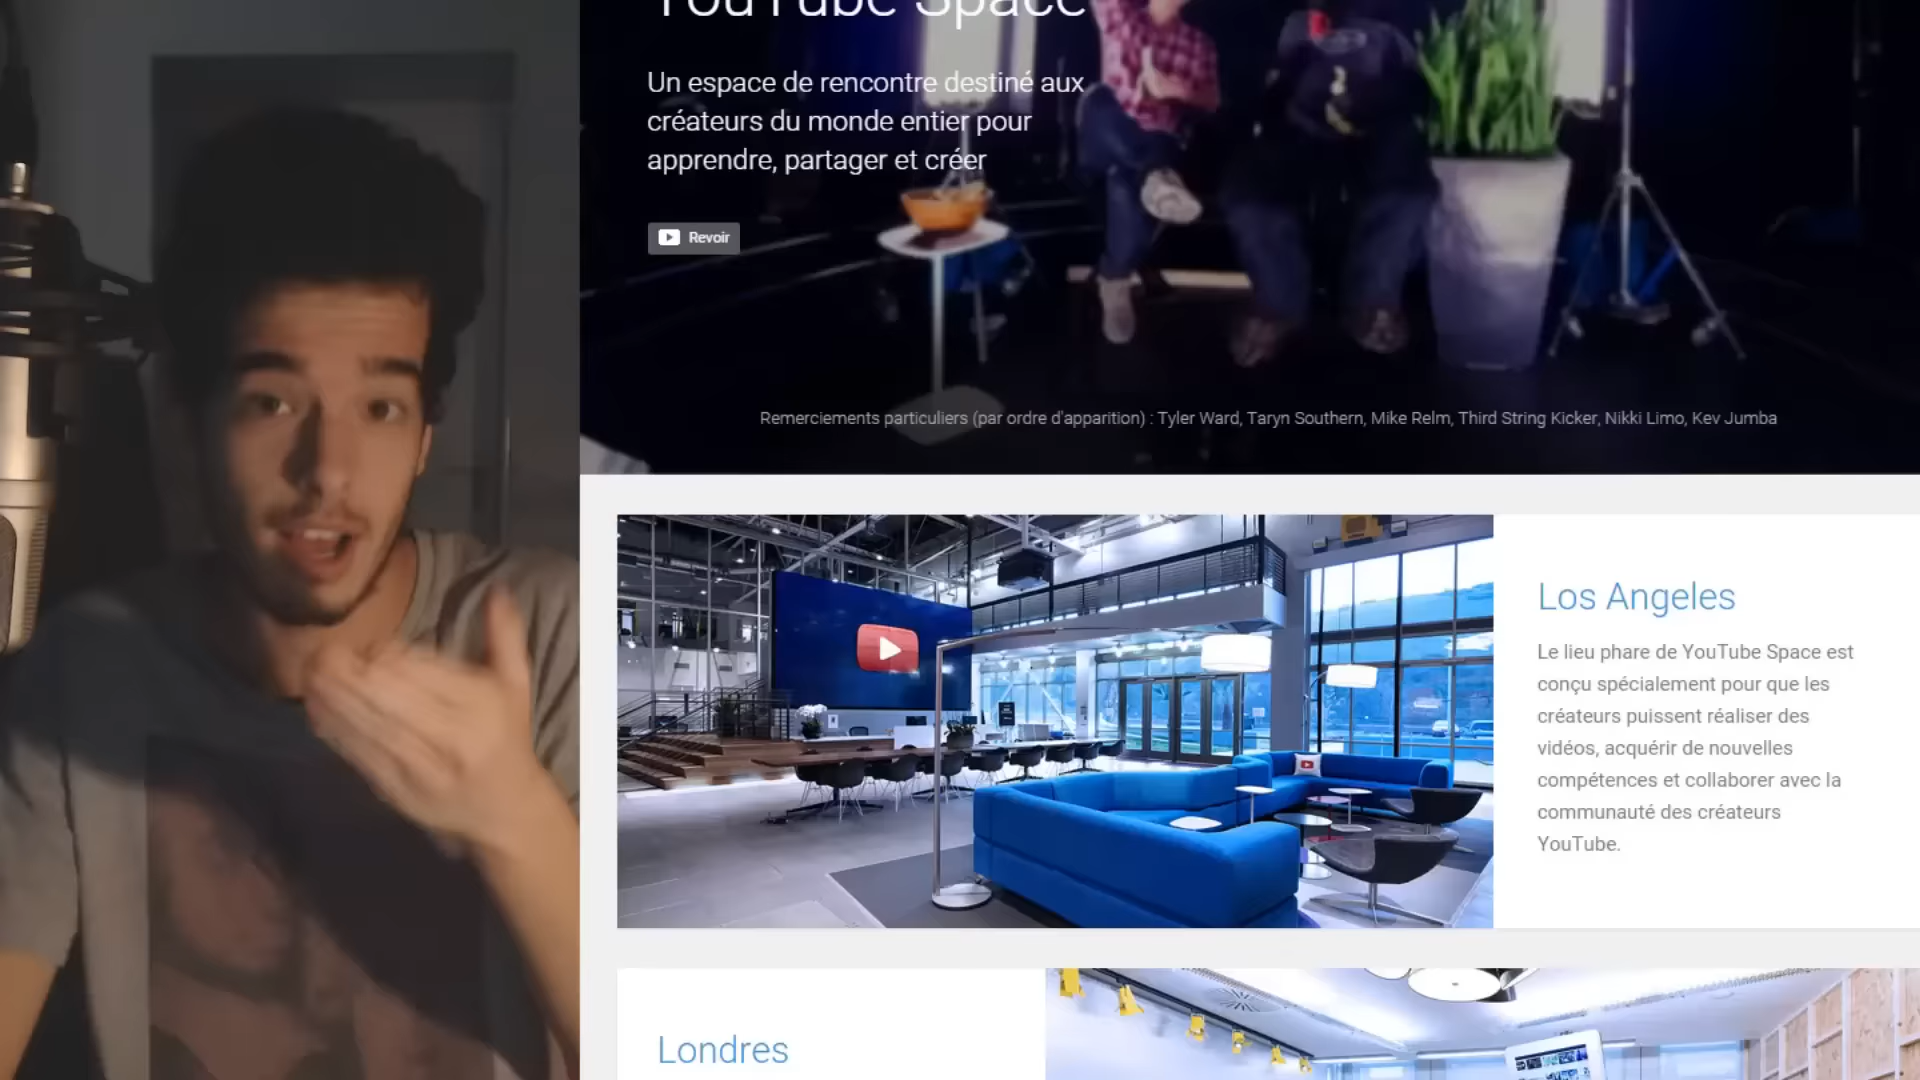 YouTube Space
Un espace de rencontre destiné aux
créateurs du monde entier pour
apprendre, partager et créer
Revoir
Remerciements particuliers (par ordre d'apparition) : Tyler Ward, Taryn Southern, Mike Relm, Third String Kicker, Nikki Limo, Kev Jumba
Los Angeles
Le lieu phare de YouTube Space est
conçu spécialement pour que les
créateurs puissent réaliser des
vidéos, acquérir de nouvelles
compétences et collaborer avec la
communauté des créateurs
YouTube.
Londres